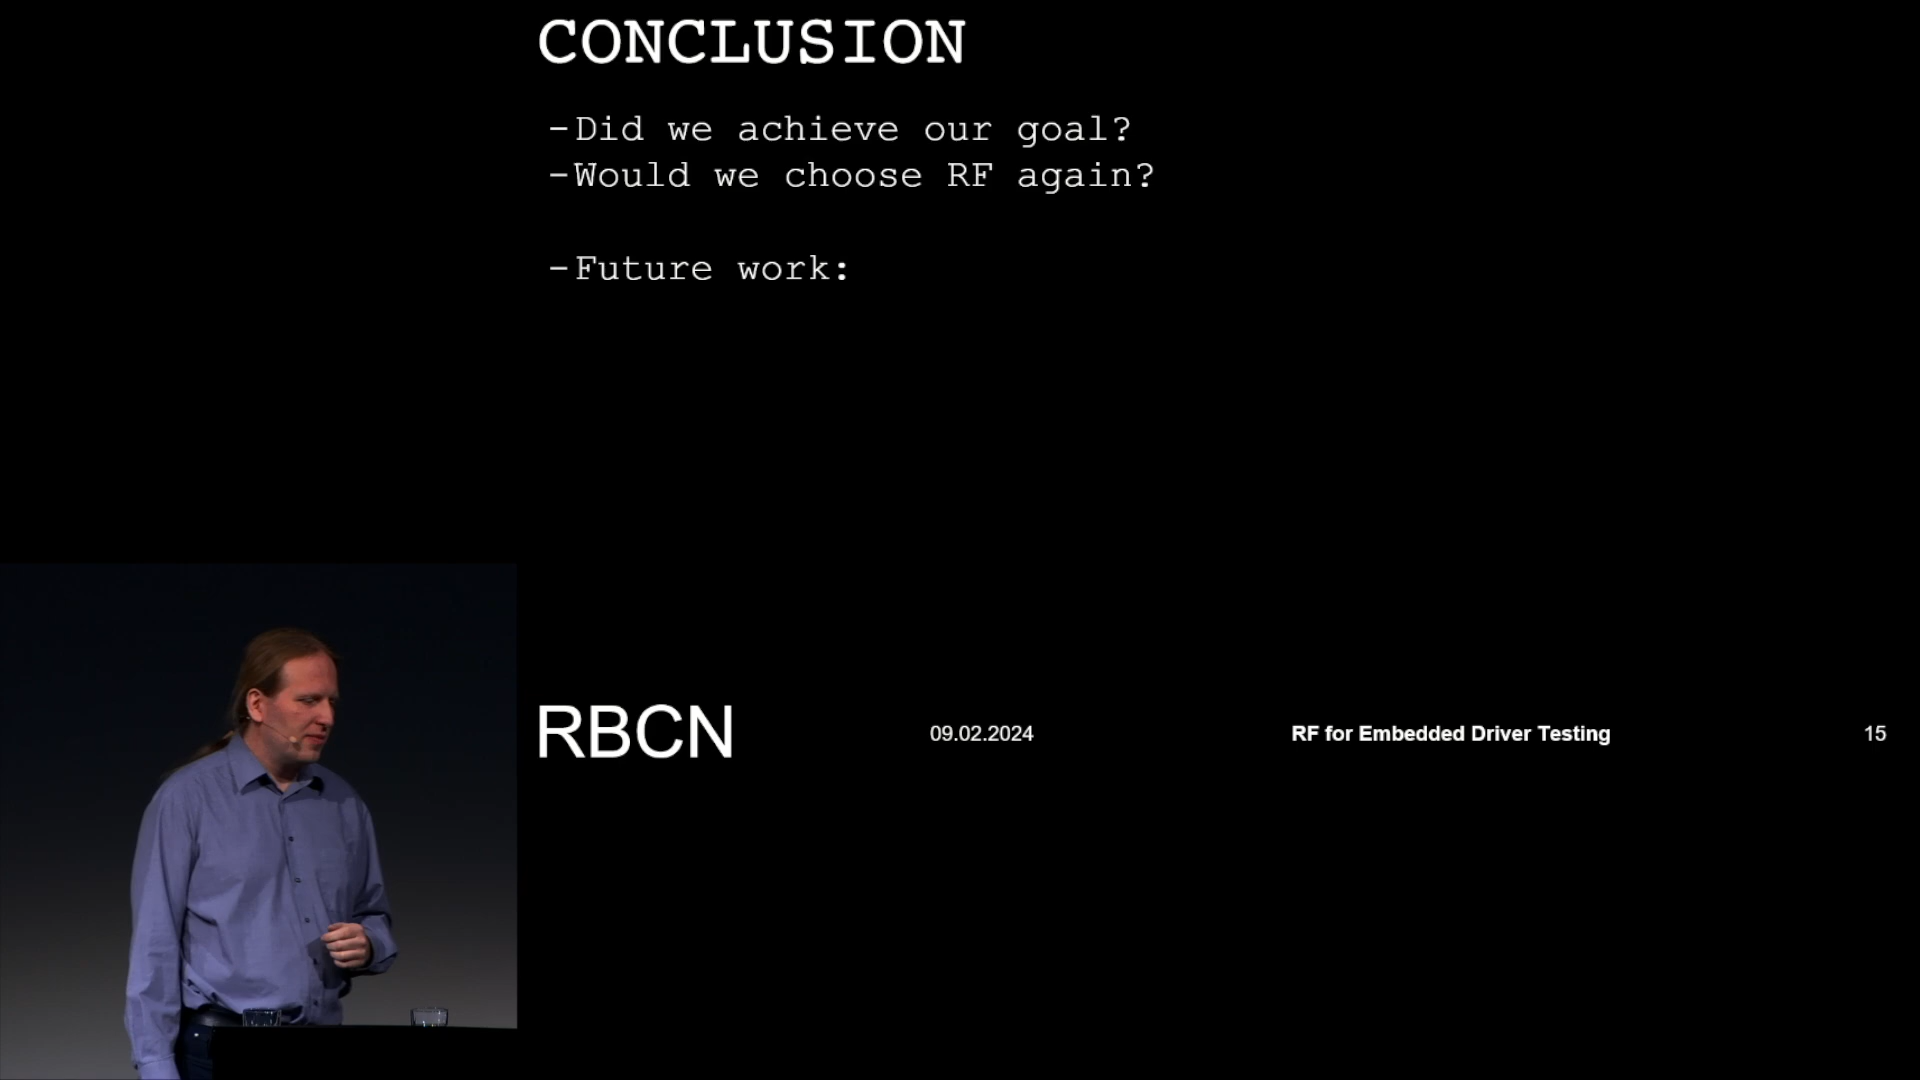 CONCLUSION
-Did we achieve our goal?
-Would we choose RF again?
-Future work:
RBCN
09.02.2024
RF for Embedded Driver Testing
15